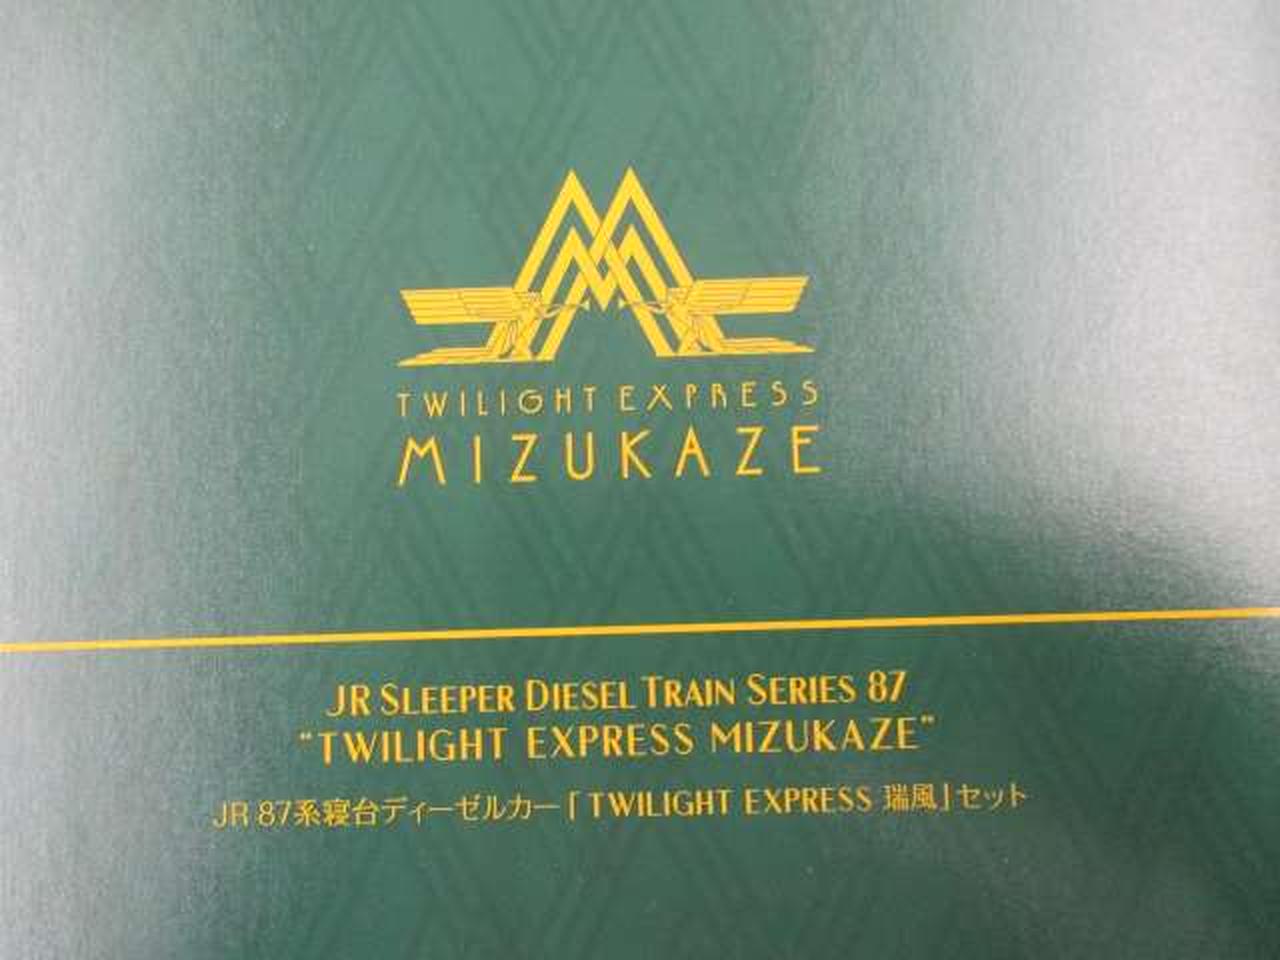 TWILIGHT EXPRESS
MIZUKAZE
JR SLEEPER DIESEL TRAIN SERIES 87
"TWILIGHT EXPRESS MIZUKAZE"
JR 87系寝台ディーゼルカー「TWILIGHT EXPRESS 瑞風」セット